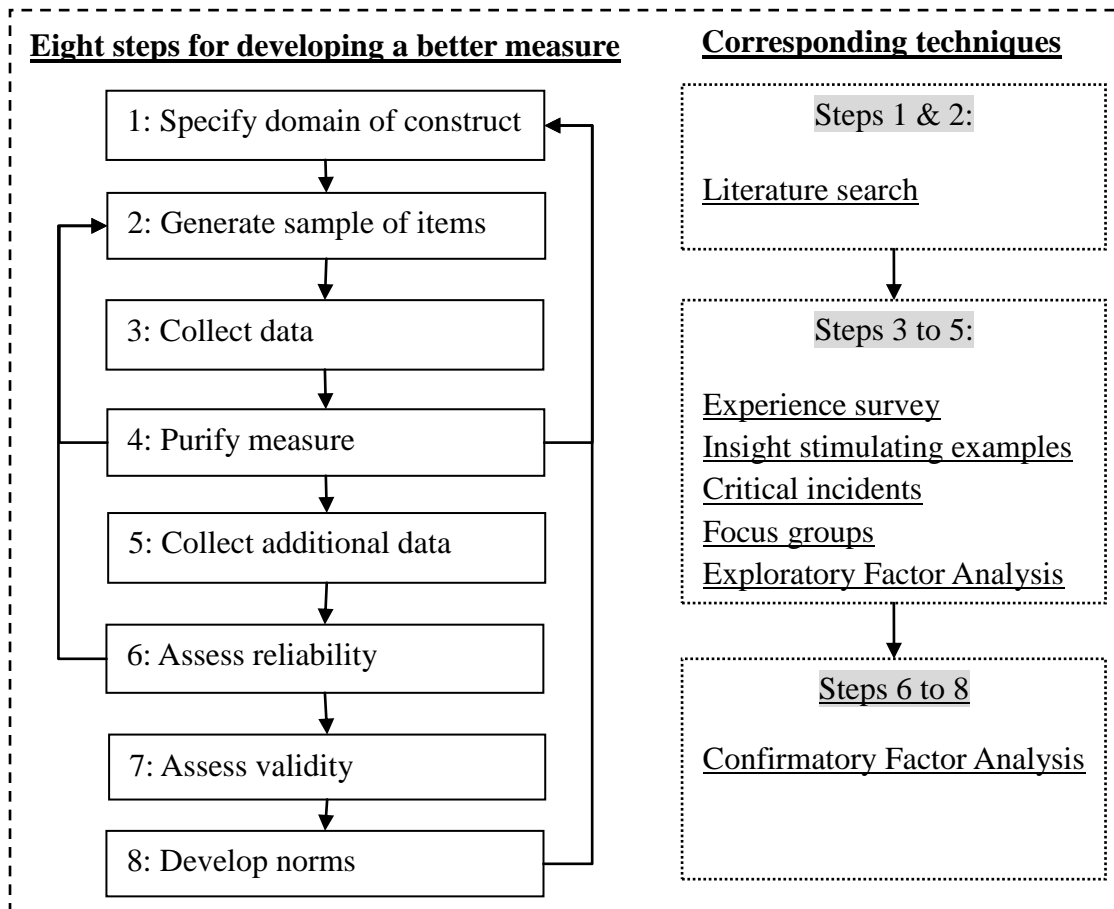 Eight steps for developing a better measure
1: Specify domain of construct
2: Generate sample of items
3: Collect data
4: Purify measure
5: Collect additional data
6: Assess reliability
7: Assess validity
8: Develop norms
Corresponding techniques
Steps 1 & 2:
Literature search
Steps 3 to 5:
Experience survey
Insight stimulating examples
Critical incidents
Focus groups
Exploratory Factor Analysis
Steps 6 to 8
Confirmatory Factor Analysis